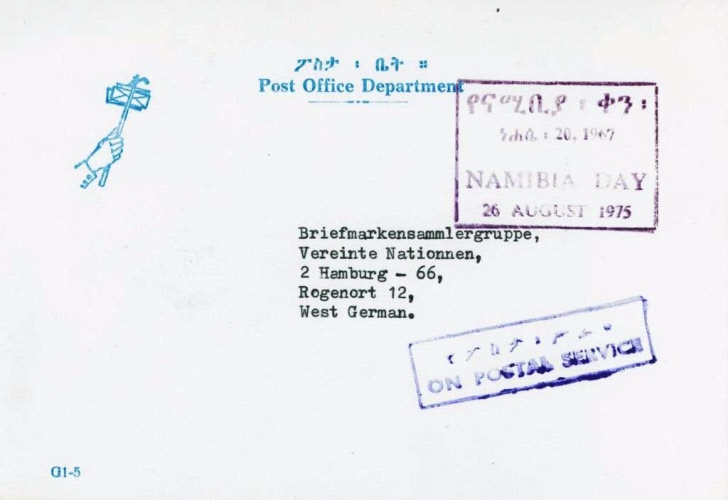 ፖስታ ፡ ቤት ።
Post Office Department
የናሚቢያ ፡ ቀን ፡
ነሐሴ ፡ 20, 1967
NAMIBIA DAY
26 AUGUST 1975
Briefmarkensammlergruppe,
Vereinte Nationnen,
2 Hamburg - 66,
Rogenort 12,
West German.
ON POSTAL SERVICE
G1-5